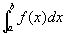 ∫_a^b f(x)dx